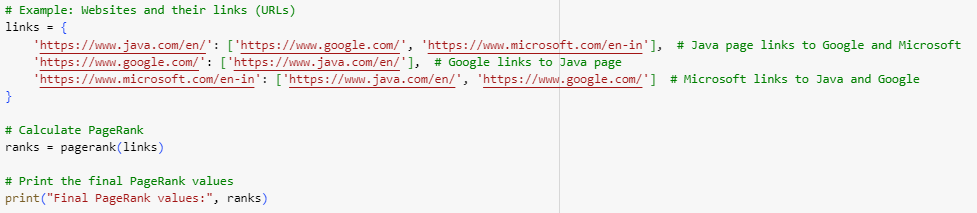 # Example: Websites and their links (URLs)
links = {
    'https://www.java.com/en/': ['https://www.google.com/', 'https://www.microsoft.com/en-in'],  # Java page links to Google and Microsoft
    'https://www.google.com/': ['https://www.java.com/en/'],  # Google links to Java page
    'https://www.microsoft.com/en-in': ['https://www.java.com/en/', 'https://www.google.com/']  # Microsoft links to Java and Google
}
# Calculate PageRank
ranks = pagerank(links)
# Print the final PageRank values
print("Final PageRank values:", ranks)